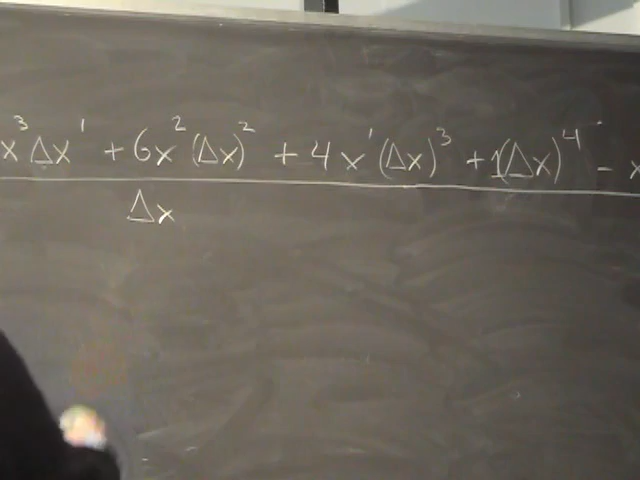 x³Δx¹ + 6x²(Δx)² + 4x¹(Δx)³ + 1(Δx)⁴ - x
Δx